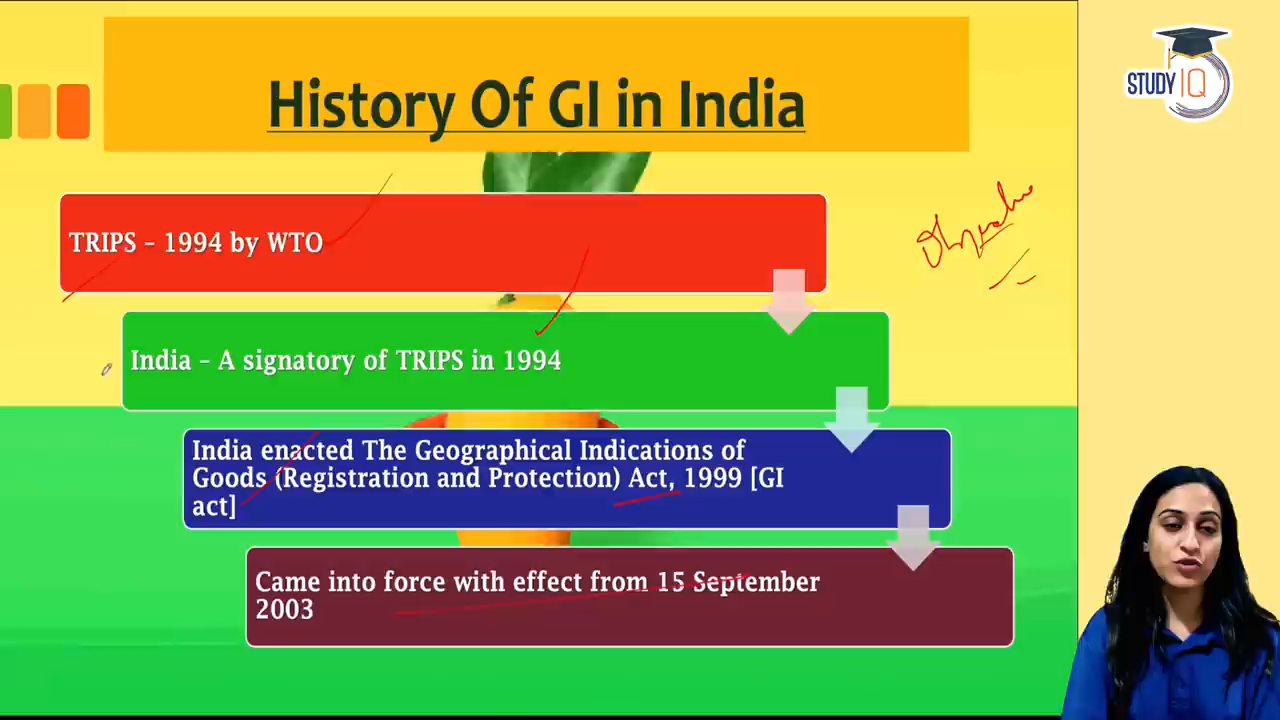 History Of GI in India
STUDY IQ
TRIPS – 1994 by WTO
India – A signatory of TRIPS in 1994
India enacted The Geographical Indications of
Goods (Registration and Protection) Act, 1999 [GI
act]
Came into force with effect from 15 September
2003